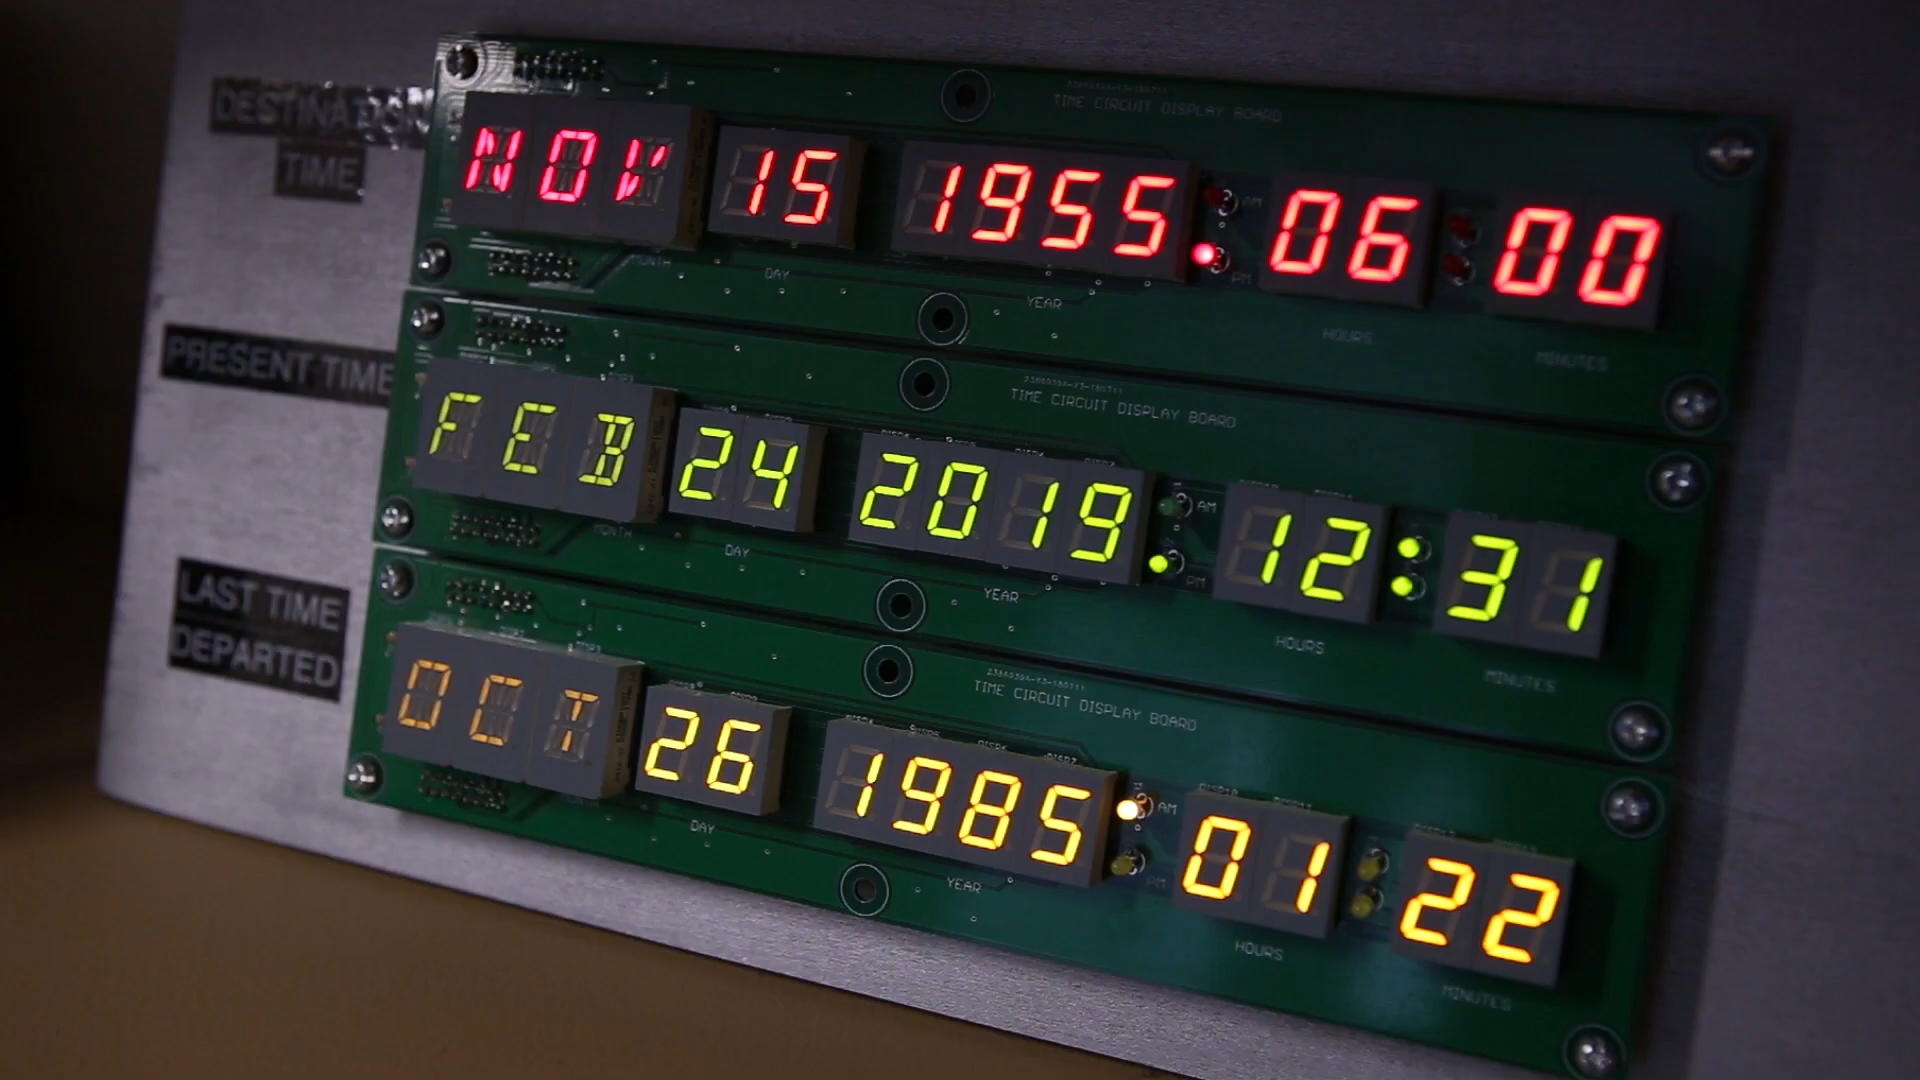 DESTINATION
TIME
TIME CIRCUIT DISPLAY BOARD
NOV 15 1955 06 00
AM
PM
MONTH DAY YEAR HOURS MINUTES
PRESENT TIME
TIME CIRCUIT DISPLAY BOARD
FEB 24 2019 12:31
AM
PM
MONTH DAY YEAR HOURS MINUTES
LAST TIME
DEPARTED
TIME CIRCUIT DISPLAY BOARD
OCT 26 1985 01 22
AM
PM
MONTH DAY YEAR HOURS MINUTES